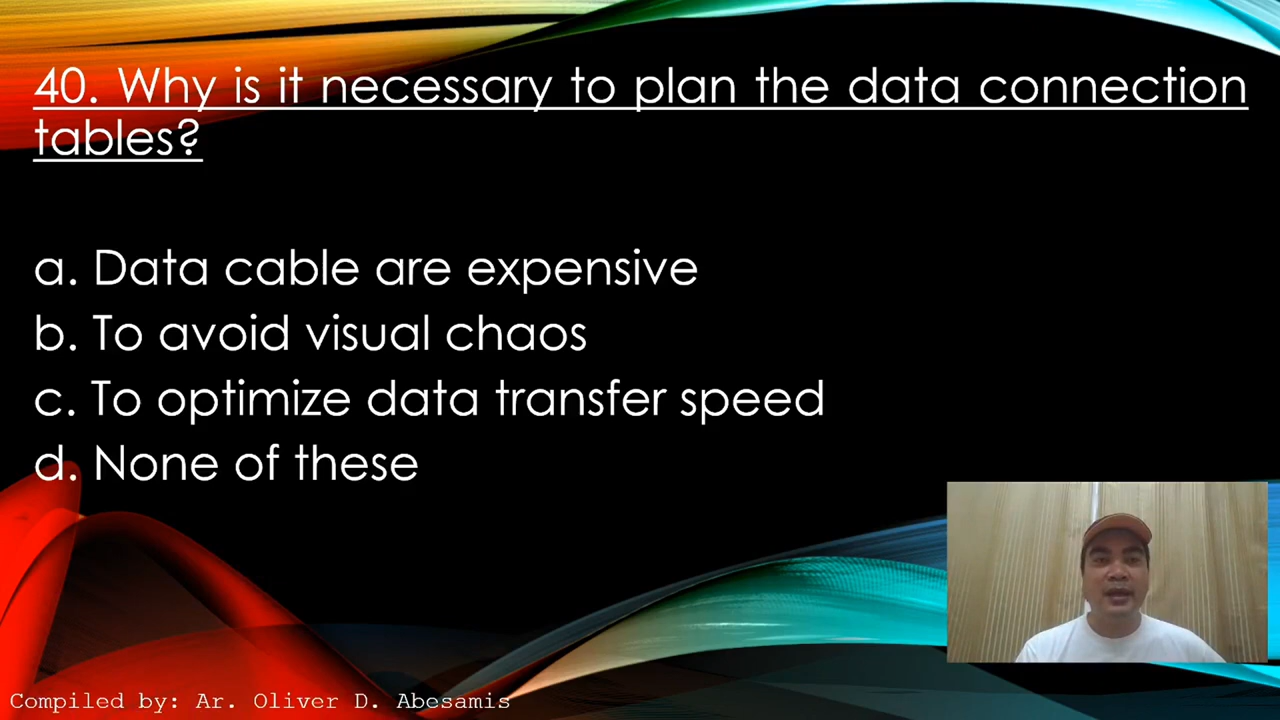 40. Why is it necessary to plan the data connection
tables?
a. Data cable are expensive
b. To avoid visual chaos
c. To optimize data transfer speed
d. None of these
Compiled by: Ar. Oliver D. Abesamis